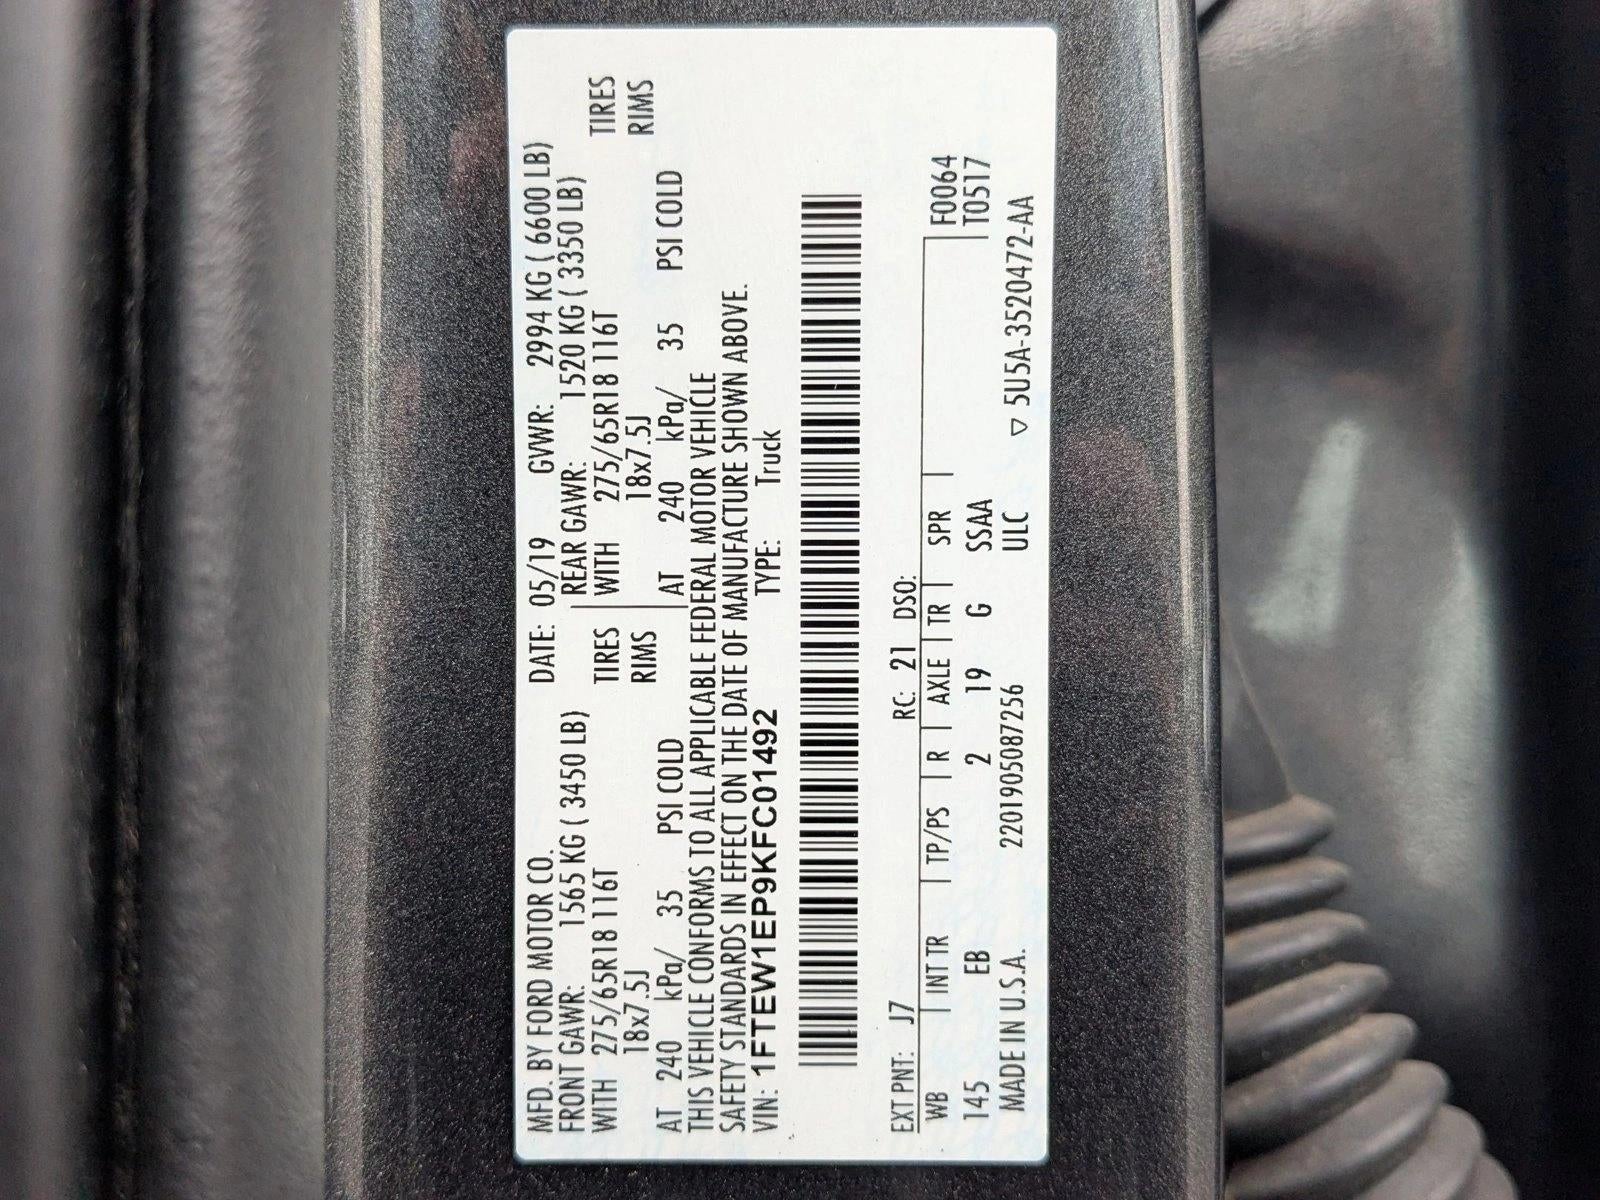 MFD. BY FORD MOTOR CO. DATE: 05/19 GVWR: 2994 KG ( 6600 LB)
FRONT GAWR: 1565 KG ( 3450 LB) REAR GAWR: 1520 KG ( 3350 LB)
WITH 275/65R18 116T TIRES WITH 275/65R18 116T TIRES
18x7.5J RIMS 18x7.5J RIMS
AT 240 kPa/ 35 PSI COLD AT 240 kPa/ 35 PSI COLD
THIS VEHICLE CONFORMS TO ALL APPLICABLE FEDERAL MOTOR VEHICLE
SAFETY STANDARDS IN EFFECT ON THE DATE OF MANUFACTURE SHOWN ABOVE.
VIN: 1FTEW1EP9KFC01492 TYPE: Truck
EXT PNT: J7 RC: 21 DSO:
WB INT TR TP/PS R AXLE TR SPR F0064
145 EB 2 19 G SSAA T0517
MADE IN U.S.A. 2201905087256 ULC ▽ 5U5A-3520472-AA